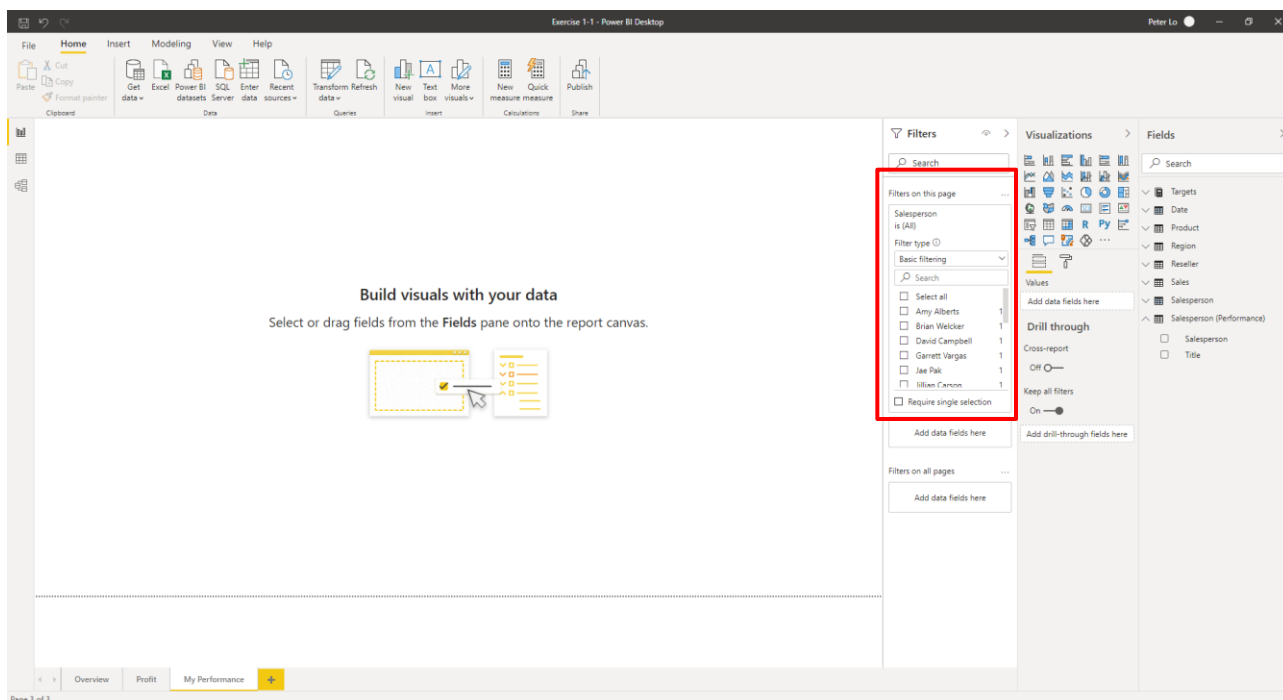 Exercise 1-1 - Power BI Desktop
Peter Lo
File Home Insert Modeling View Help
Paste
Cut
Copy
Format painter
Clipboard
Get data
Excel
Power BI datasets
SQL Server
Enter data
Recent sources
Data
Transform data
Refresh
Queries
New visual
Text box
More visuals
Insert
New measure
Quick measure
Calculations
Publish
Share
Build visuals with your data
Select or drag fields from the Fields pane onto the report canvas.
Filters
Search
Filters on this page
Salesperson
is (All)
Filter type
Basic filtering
Search
Select all
Amy Alberts 1
Brian Welcker 1
David Campbell 1
Garrett Vargas 1
Jae Pak 1
Jillian Carson 1
Require single selection
Add data fields here
Filters on all pages
Add data fields here
Visualizations
R Py
Values
Add data fields here
Drill through
Cross-report
Off
Keep all filters
On
Add drill-through fields here
Fields
Search
Targets
Date
Product
Region
Reseller
Sales
Salesperson
Salesperson (Performance)
Salesperson
Title
Overview Profit My Performance +
Page 3 of 3